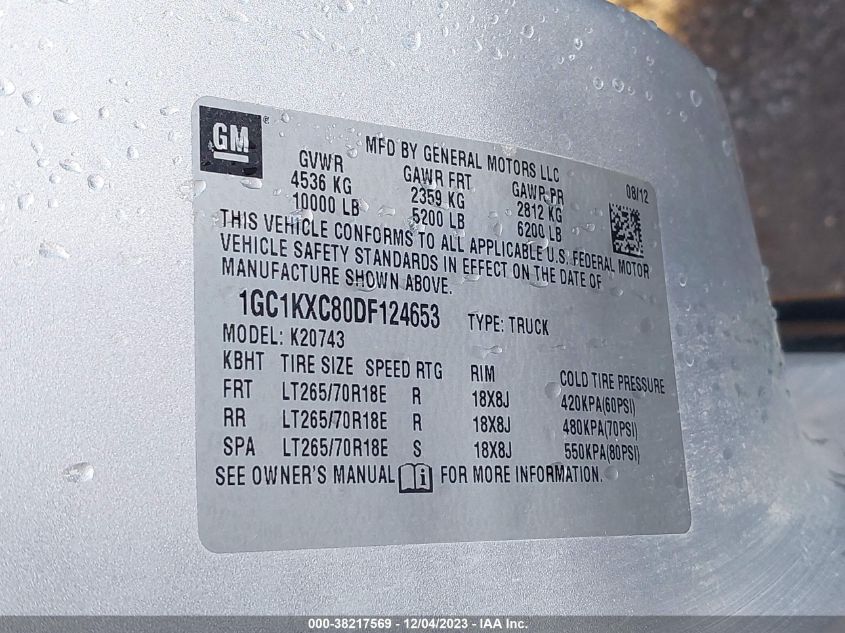 GM ®
MFD BY GENERAL MOTORS LLC
GVWR GAWR FRT GAWR RR 08/12
4536 KG 2359 KG 2812 KG
10000 LB 5200 LB 6200 LB
THIS VEHICLE CONFORMS TO ALL APPLICABLE U.S. FEDERAL MOTOR
VEHICLE SAFETY STANDARDS IN EFFECT ON THE DATE OF
MANUFACTURE SHOWN ABOVE.
1GC1KXC80DF124653 TYPE: TRUCK
MODEL: K20743
KBHT TIRE SIZE SPEED RTG RIM COLD TIRE PRESSURE
FRT LT265/70R18E R 18X8J 420KPA(60PSI)
RR LT265/70R18E R 18X8J 480KPA(70PSI)
SPA LT265/70R18E S 18X8J 550KPA(80PSI)
SEE OWNER'S MANUAL FOR MORE INFORMATION.
000-38217569 - 12/04/2023 - IAA Inc.